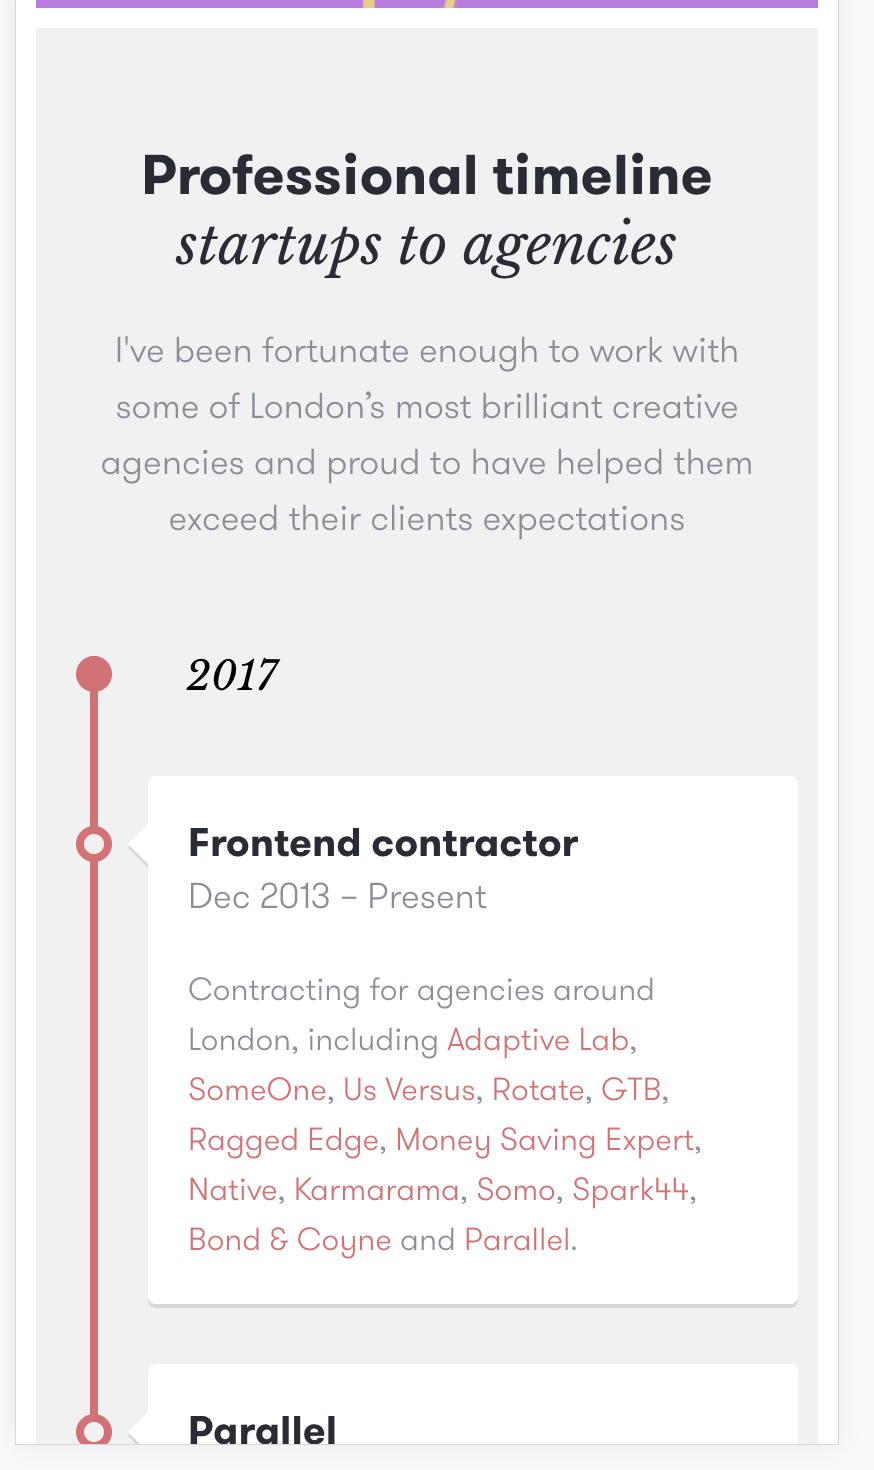 Professional timeline
startups to agencies
I've been fortunate enough to work with
some of London’s most brilliant creative
agencies and proud to have helped them
exceed their clients expectations
2017
Frontend contractor
Dec 2013 – Present
Contracting for agencies around
London, including Adaptive Lab,
SomeOne, Us Versus, Rotate, GTB,
Ragged Edge, Money Saving Expert,
Native, Karmarama, Somo, Spark44,
Bond & Coyne and Parallel.
Parallel